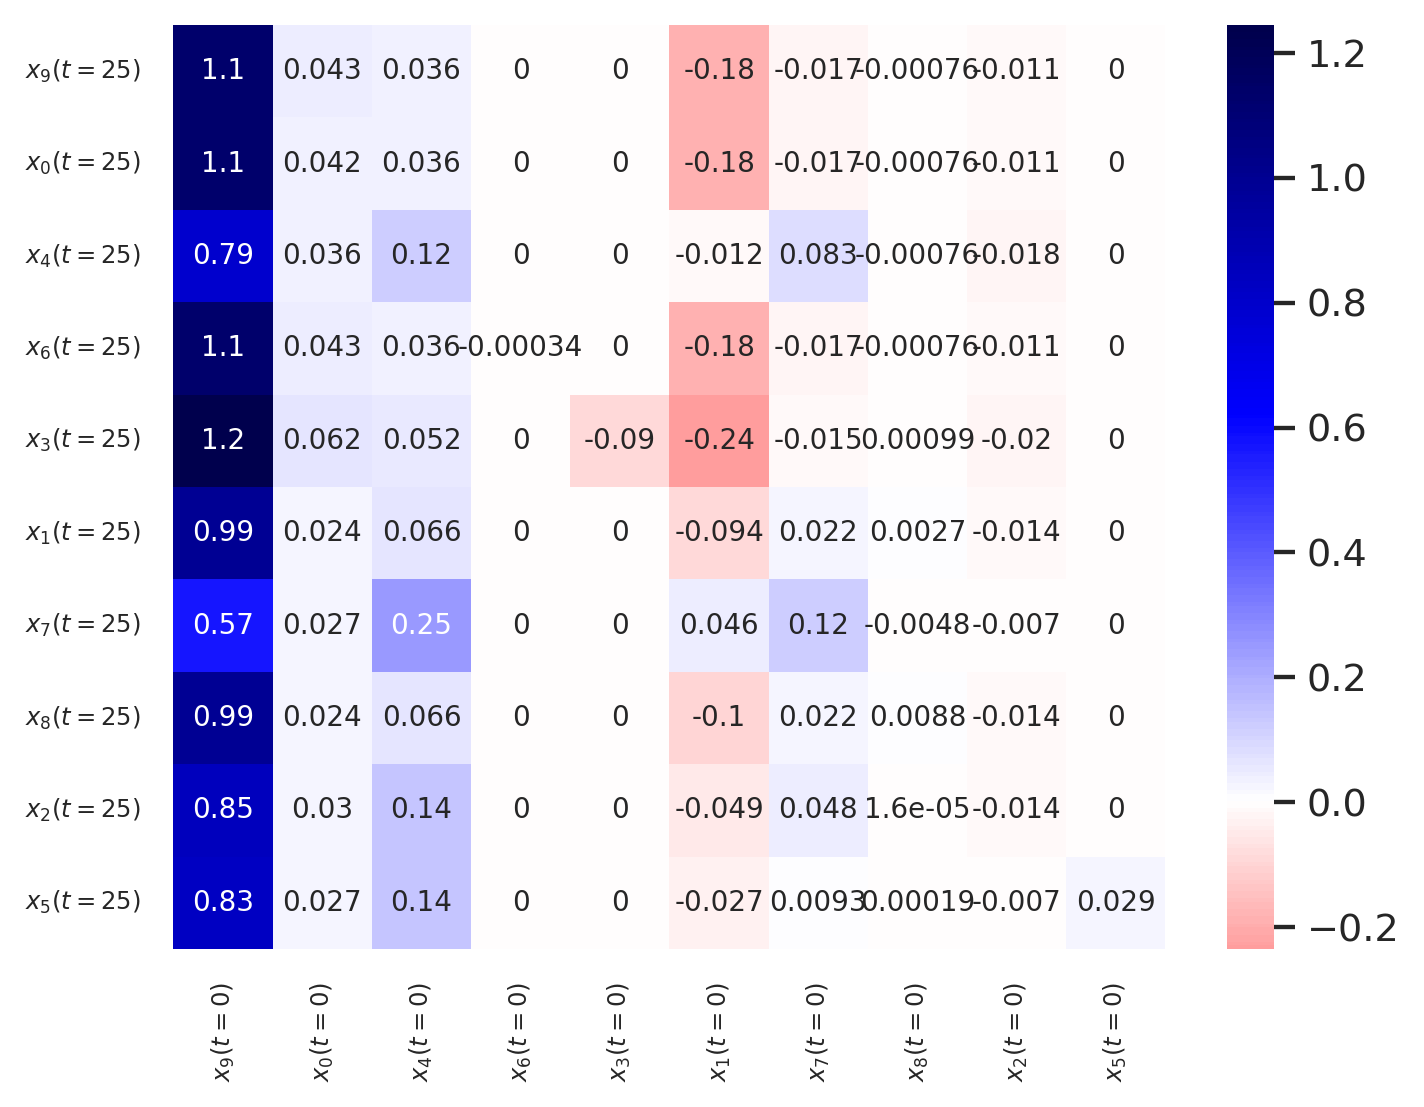 x₉(t = 25) 1.1 0.043 0.036 0 0 -0.18 -0.017 -0.00076 -0.011 0
x₀(t = 25) 1.1 0.042 0.036 0 0 -0.18 -0.017 -0.00076 -0.011 0
x₄(t = 25) 0.79 0.036 0.12 0 0 -0.012 0.083 -0.00076 -0.018 0
x₆(t = 25) 1.1 0.043 0.036 -0.00034 0 -0.18 -0.017 -0.00076 -0.011 0
x₃(t = 25) 1.2 0.062 0.052 0 -0.09 -0.24 -0.015 0.00099 -0.02 0
x₁(t = 25) 0.99 0.024 0.066 0 0 -0.094 0.022 0.0027 -0.014 0
x₇(t = 25) 0.57 0.027 0.25 0 0 0.046 0.12 -0.0048 -0.007 0
x₈(t = 25) 0.99 0.024 0.066 0 0 -0.1 0.022 0.0088 -0.014 0
x₂(t = 25) 0.85 0.03 0.14 0 0 -0.049 0.048 1.6e-05 -0.014 0
x₅(t = 25) 0.83 0.027 0.14 0 0 -0.027 0.0093 0.00019 -0.007 0.029
x₉(t = 0)
x₀(t = 0)
x₄(t = 0)
x₆(t = 0)
x₃(t = 0)
x₁(t = 0)
x₇(t = 0)
x₈(t = 0)
x₂(t = 0)
x₅(t = 0)
1.2
1.0
0.8
0.6
0.4
0.2
0.0
−0.2